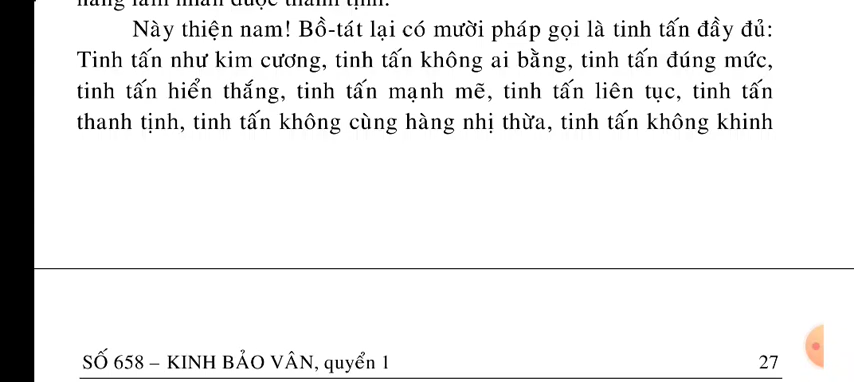 Này thiện nam! Bồ-tát lại có mười pháp gọi là tinh tấn đầy đủ:
Tinh tấn như kim cương, tinh tấn không ai bằng, tinh tấn đúng mức,
tinh tấn hiển thắng, tinh tấn mạnh mẽ, tinh tấn liên tục, tinh tấn
thanh tịnh, tinh tấn không cùng hàng nhị thừa, tinh tấn không khinh
SỐ 658 – KINH BẢO VÂN, quyển 1 27